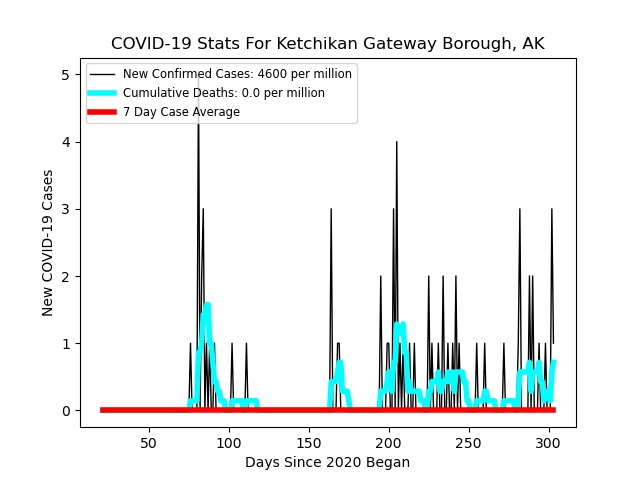 COVID-19 Stats For Ketchikan Gateway Borough, AK
New Confirmed Cases: 4600 per million
Cumulative Deaths: 0.0 per million
7 Day Case Average
New COVID-19 Cases
5
4
3
2
1
0
50 100 150 200 250 300
Days Since 2020 Began